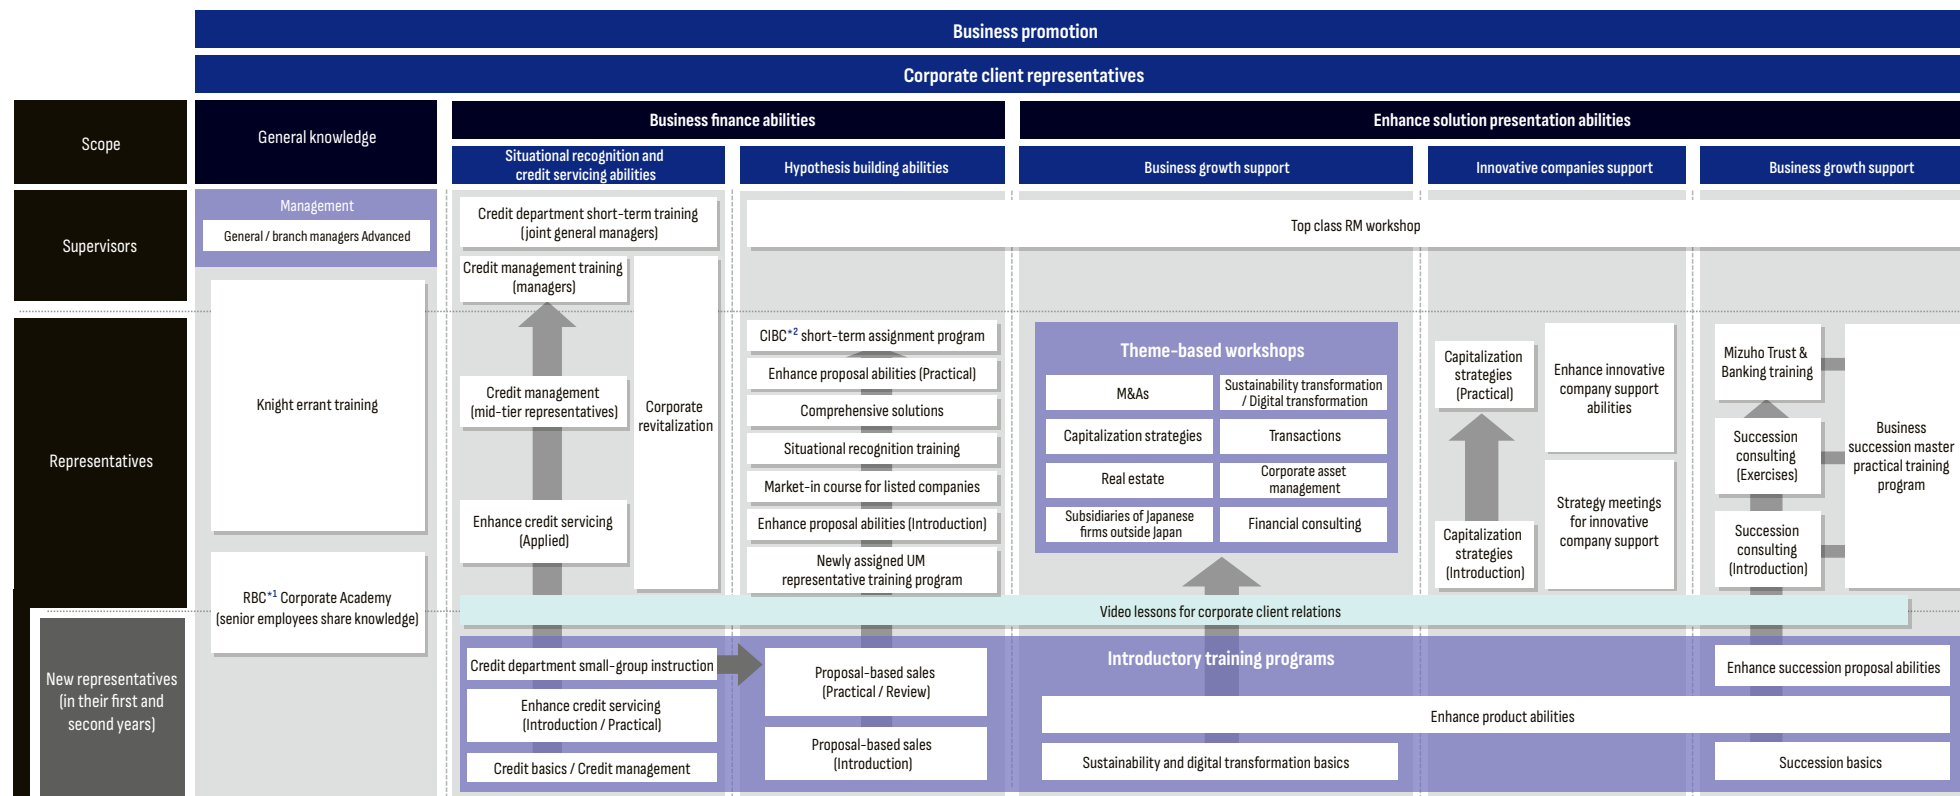 Business promotion
Corporate client representatives
Scope
General knowledge
Business finance abilities
Enhance solution presentation abilities
Situational recognition and
credit servicing abilities
Hypothesis building abilities
Business growth support
Innovative companies support
Business growth support
Supervisors
Management
General / branch managers Advanced
Credit department short-term training
(joint general managers)
Top class RM workshop
Credit management training
(managers)
Representatives
Knight errant training
RBC*1 Corporate Academy
(senior employees share knowledge)
Credit management
(mid-tier representatives)
Enhance credit servicing
(Applied)
Corporate
revitalization
CIBC*2 short-term assignment program
Enhance proposal abilities (Practical)
Comprehensive solutions
Situational recognition training
Market-in course for listed companies
Enhance proposal abilities (Introduction)
Newly assigned UM
representative training program
Theme-based workshops
M&As
Sustainability transformation
/ Digital transformation
Capitalization strategies
Transactions
Real estate
Corporate asset
management
Subsidiaries of Japanese
firms outside Japan
Financial consulting
Capitalization
strategies
(Practical)
Capitalization
strategies
(Introduction)
Enhance innovative
company support
abilities
Strategy meetings
for innovative
company support
Mizuho Trust &
Banking training
Succession
consulting
(Exercises)
Succession
consulting
(Introduction)
Business
succession master
practical training
program
Video lessons for corporate client relations
New representatives
(in their first and
second years)
Credit department small-group instruction
Enhance credit servicing
(Introduction / Practical)
Credit basics / Credit management
Proposal-based sales
(Practical / Review)
Proposal-based sales
(Introduction)
Introductory training programs
Enhance succession proposal abilities
Enhance product abilities
Sustainability and digital transformation basics
Succession basics